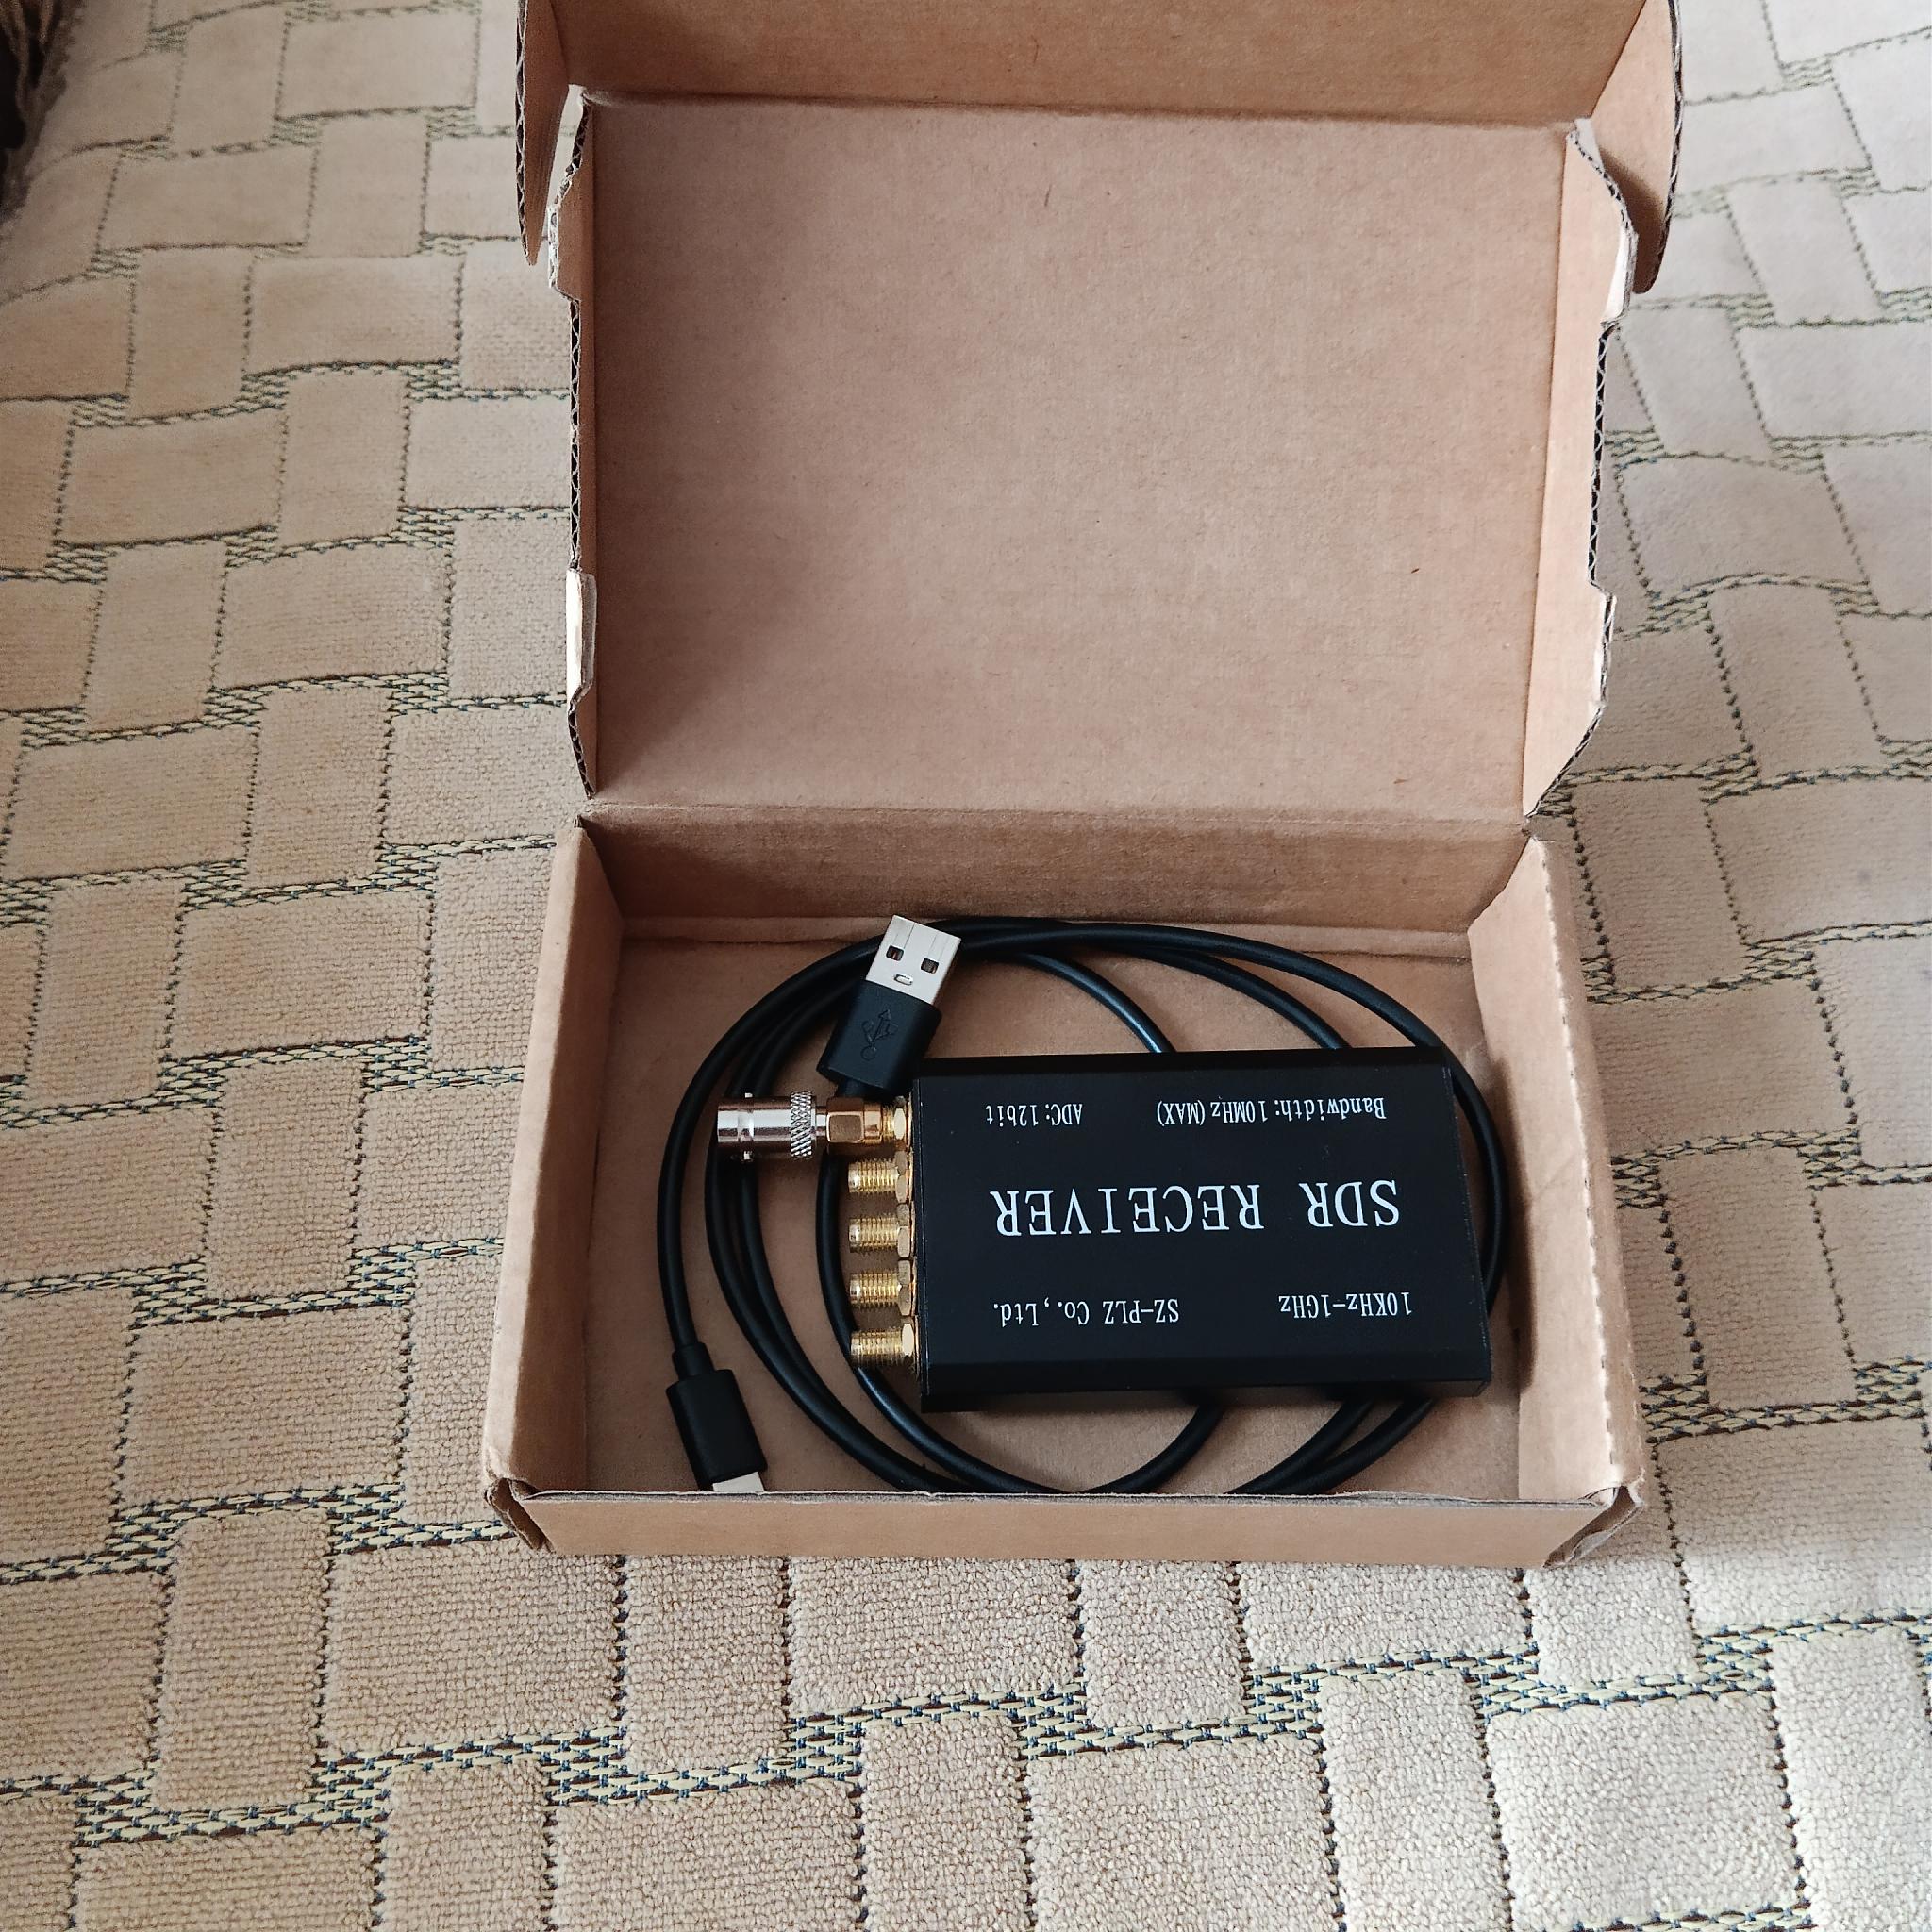 10KHz-1GHz SZ-PLZ Co.,Ltd.
SDR RECEIVER
Bandwidth:10MHz(MAX) ADC:12bit